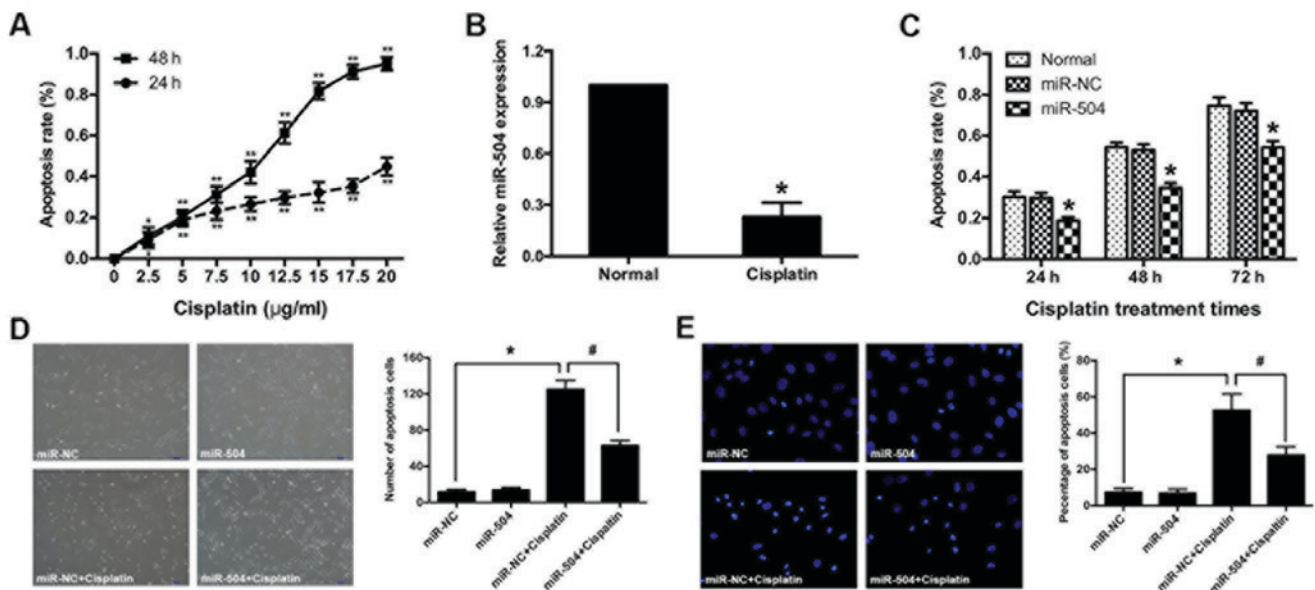 A
48 h
24 h
Apoptosis rate (%)
1.0
0.8
0.6
0.4
0.2
0.0
** ** ** ** ** ** ** *
** ** ** ** ** ** **
0 2.5 5 7.5 10 12.5 15 17.5 20
Cisplatin (μg/ml)
B
Relative miR-504 expression
1.2
0.9
0.6
0.3
0.0
*
Normal Cisplatin
C
Normal
miR-NC
miR-504
Apoptosis rate (%)
1.0
0.8
0.6
0.4
0.2
0.0
* * *
24 h 48 h 72 h
Cisplatin treatment times
D
miR-NC
miR-504
miR-NC+Cisplatin
miR-504+Cisplatin
Number of apoptosis cells
160
120
80
40
0
* #
miR-NC
miR-504
miR-NC+Cisplatin
miR-504+Cispaltin
E
miR-NC
miR-504
miR-NC+Cisplatin
miR-504+Cisplatin
Pecentage of apoptosis cells (%)
80
60
40
20
0
* #
miR-NC
miR-504
miR-NC+Cisplatin
miR-504+Cispaltin